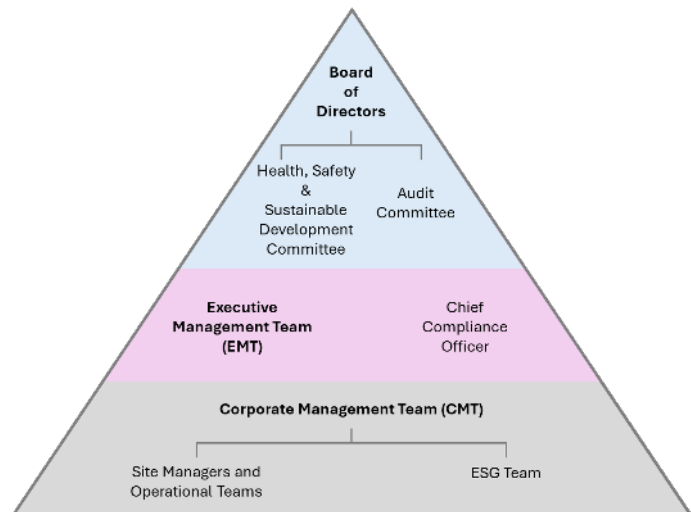 Board
of
Directors
Health, Safety
&
Sustainable
Development
Committee
Audit
Committee
Executive
Management Team
(EMT)
Chief
Compliance
Officer
Corporate Management Team (CMT)
Site Managers and
Operational Teams
ESG Team